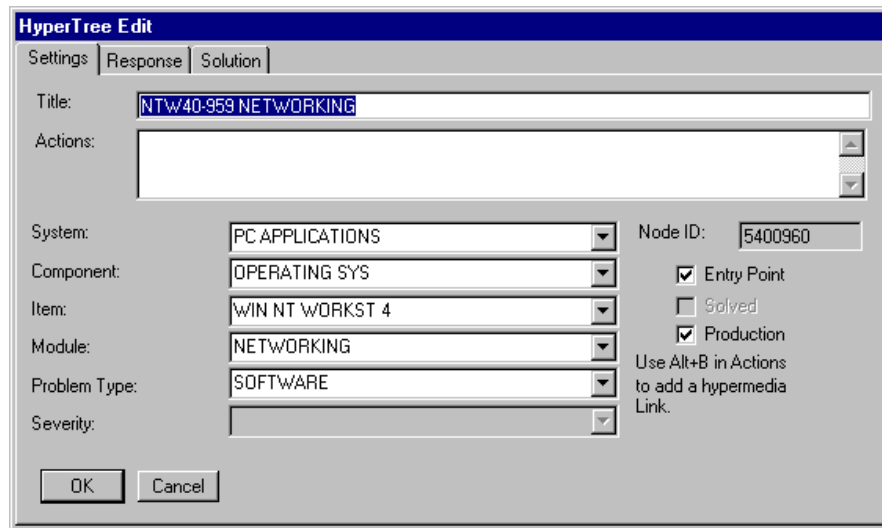 HyperTree Edit
Settings Response Solution
Title: NTW40-959 NETWORKING
Actions:
System: PC APPLICATIONS Node ID: 5400960
Component: OPERATING SYS Entry Point
Item: WIN NT WORKST 4 Solved
Module: NETWORKING Production
Problem Type: SOFTWARE Use Alt+B in Actions
to add a hypermedia
Link.
Severity:
OK Cancel